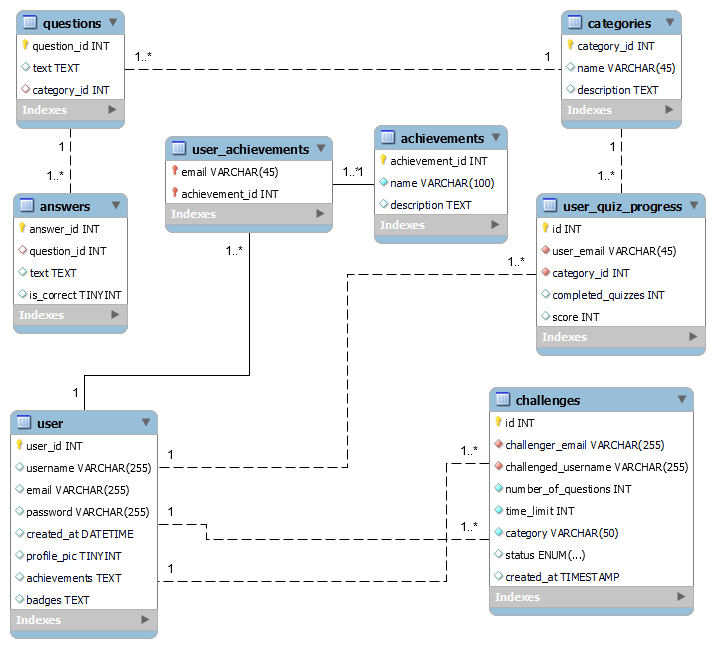 questions
question_id INT
text TEXT
category_id INT
Indexes
1..*
1
categories
category_id INT
name VARCHAR(45)
description TEXT
Indexes
1
1..*
1
1..*
user_achievements
email VARCHAR(45)
achievement_id INT
Indexes
1..*
1..*1
achievements
achievement_id INT
name VARCHAR(100)
description TEXT
Indexes
answers
answer_id INT
question_id INT
text TEXT
is_correct TINYINT
Indexes
user_quiz_progress
id INT
user_email VARCHAR(45)
category_id INT
completed_quizzes INT
score INT
Indexes
1..*
1
user
user_id INT
username VARCHAR(255)
email VARCHAR(255)
password VARCHAR(255)
created_at DATETIME
profile_pic TINYINT
achievements TEXT
badges TEXT
Indexes
1
1
1
1..*
1..*
challenges
id INT
challenger_email VARCHAR(255)
challenged_username VARCHAR(255)
number_of_questions INT
time_limit INT
category VARCHAR(50)
status ENUM(...)
created_at TIMESTAMP
Indexes